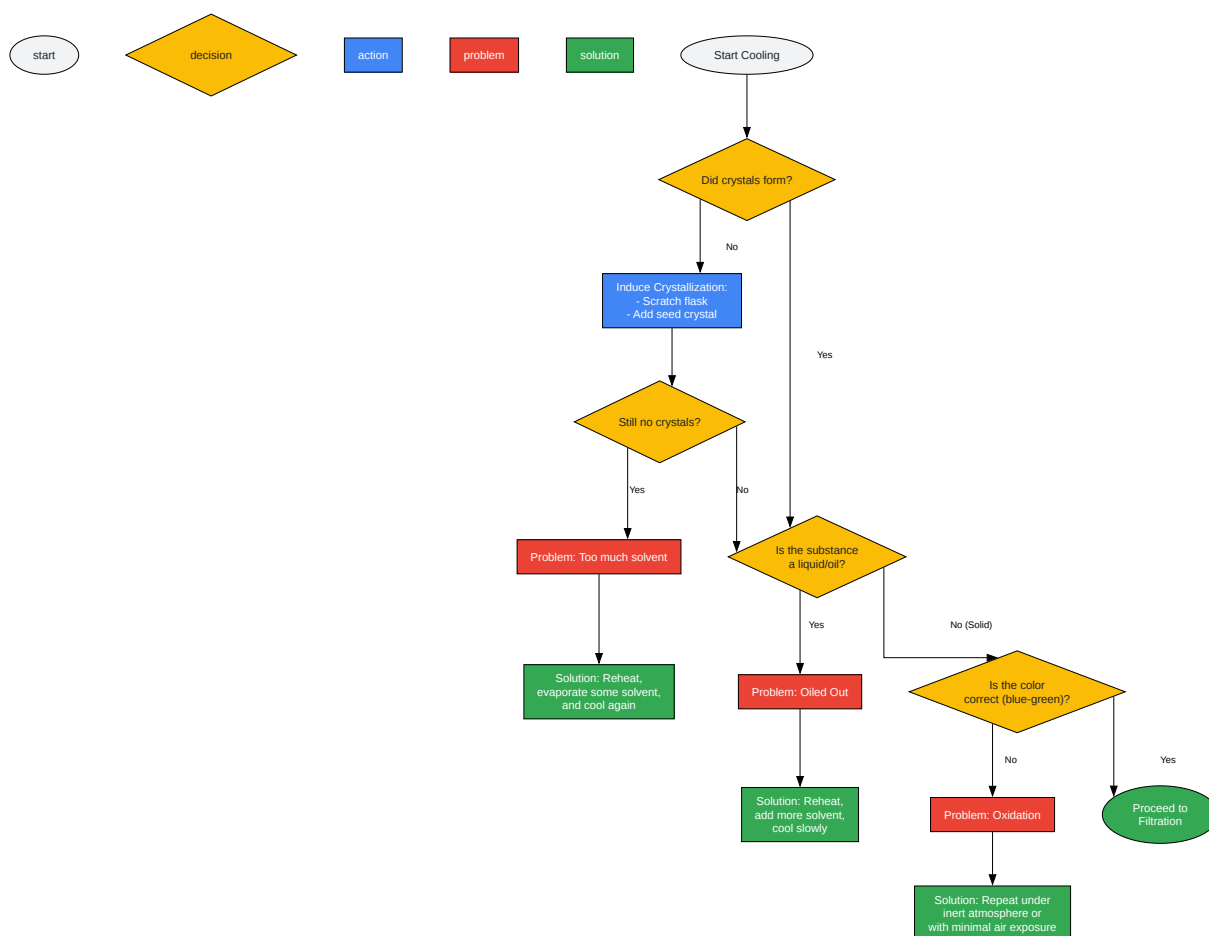 start
decision
action
problem
solution
Start Cooling
Did crystals form?
No
Induce Crystallization:
- Scratch flask
- Add seed crystal
Yes
Still no crystals?
Yes
No
Problem: Too much solvent
Is the substance
a liquid/oil?
Yes
No (Solid)
Solution: Reheat,
evaporate some solvent,
and cool again
Problem: Oiled Out
Is the color
correct (blue-green)?
No
Yes
Solution: Reheat,
add more solvent,
cool slowly
Problem: Oxidation
Proceed to
Filtration
Solution: Repeat under
inert atmosphere or
with minimal air exposure